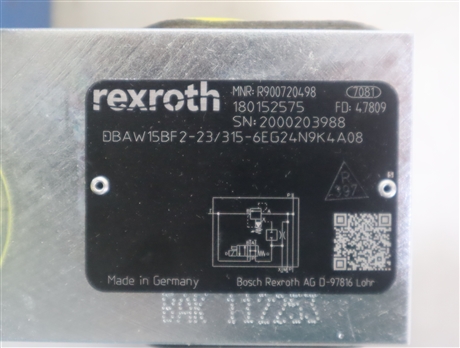 rexroth
MNR: R900720498
7081
180152575
FD: 47809
SN: 2000203988
DBAW15BF2-23/315-6EG24N9K4A08
Made in Germany
Bosch Rexroth AG D-97816 Lohr
BAK 112253